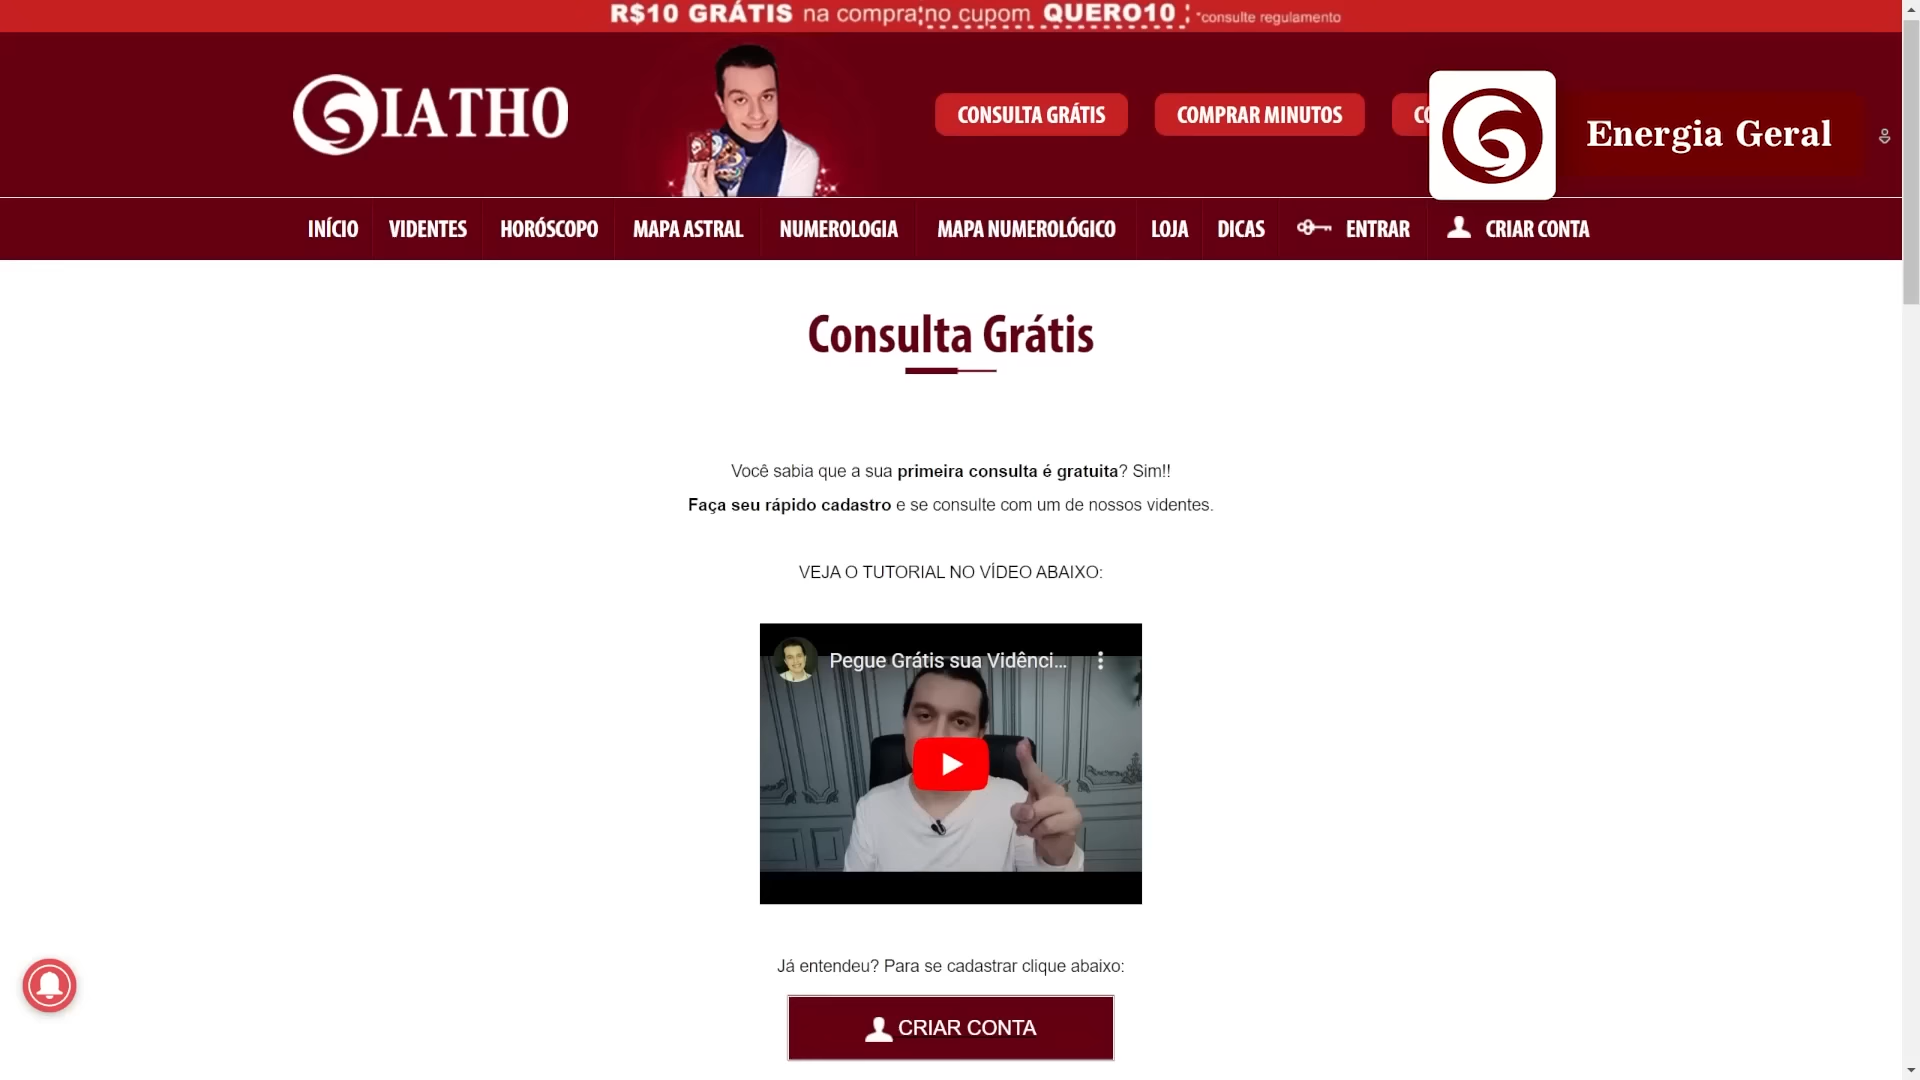 R$10 GRÁTIS na compra no cupom QUERO10 *consulte regulamento
GIATHO
CONSULTA GRÁTIS
COMPRAR MINUTOS
Energia Geral
INÍCIO
VIDENTES
HORÓSCOPO
MAPA ASTRAL
NUMEROLOGIA
MAPA NUMEROLÓGICO
LOJA
DICAS
ENTRAR
CRIAR CONTA
Consulta Grátis
Você sabia que a sua primeira consulta é gratuita? Sim!!
Faça seu rápido cadastro e se consulte com um de nossos videntes.
VEJA O TUTORIAL NO VÍDEO ABAIXO:
Pegue Grátis sua Vidênci...
Já entendeu? Para se cadastrar clique abaixo:
CRIAR CONTA